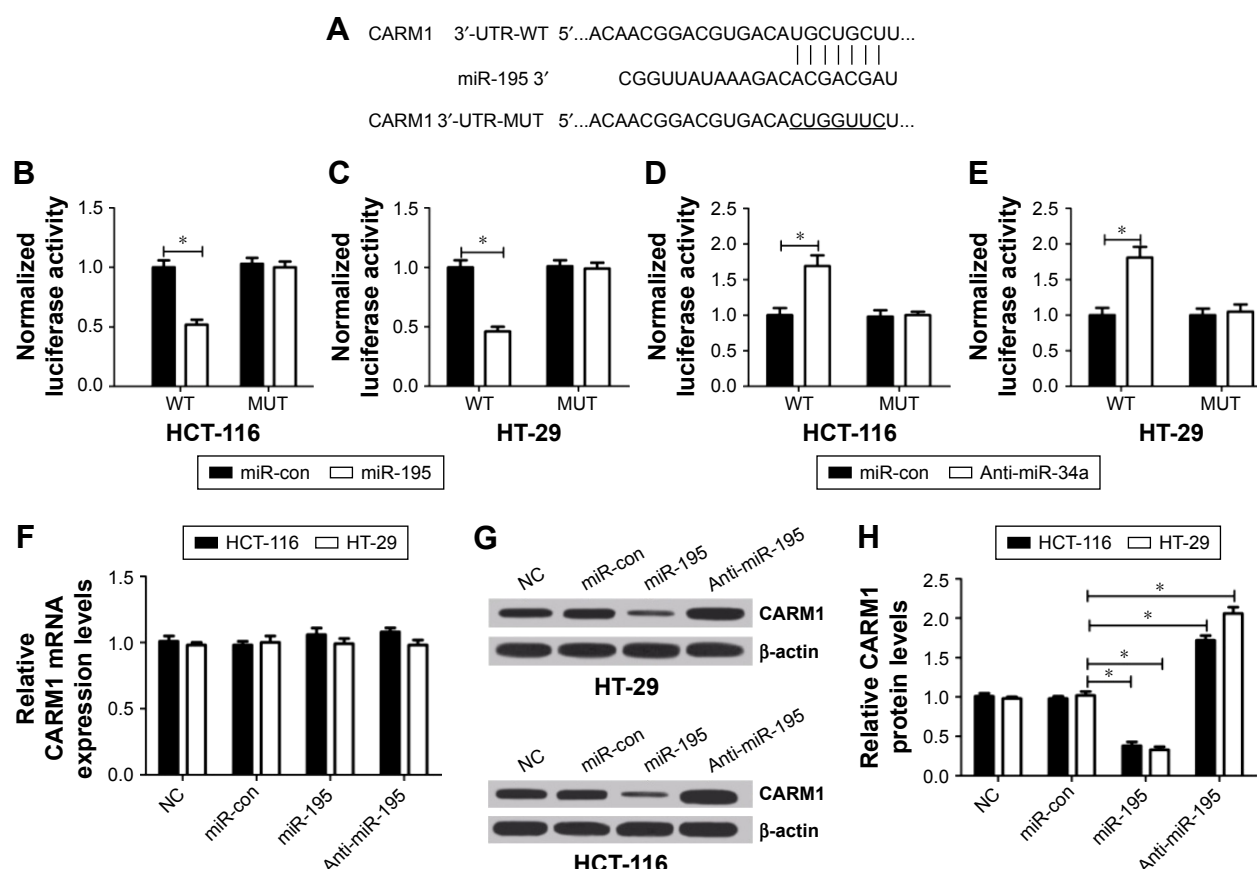 A
CARM1 3′-UTR-WT 5′...ACAACGGACGUGACAUGCUGCUU...
miR-195 3′ CGGUUAUAAAGACACGACGAU
CARM1 3′-UTR-MUT 5′...ACAACGGACGUGACACUGGUUCU...
B
Normalized
luciferase activity
1.5
1.0
0.5
0.0
*
WT MUT
HCT-116
C
Normalized
luciferase activity
1.5
1.0
0.5
0.0
*
WT MUT
HT-29
miR-con miR-195
D
Normalized
luciferase activity
2.5
2.0
1.5
1.0
0.5
0.0
*
WT MUT
HCT-116
E
Normalized
luciferase activity
2.5
2.0
1.5
1.0
0.5
0.0
*
WT MUT
HT-29
miR-con Anti-miR-34a
F
HCT-116 HT-29
Relative
CARM1 mRNA
expression levels
1.5
1.0
0.5
0.0
NC miR-con miR-195 Anti-miR-195
G
NC miR-con miR-195 Anti-miR-195
CARM1
β-actin
HT-29
NC miR-con miR-195 Anti-miR-195
CARM1
β-actin
HCT-116
H
HCT-116 HT-29
Relative CARM1
protein levels
2.5
2.0
1.5
1.0
0.5
0.0
*
*
*
*
NC miR-con miR-195 Anti-miR-195